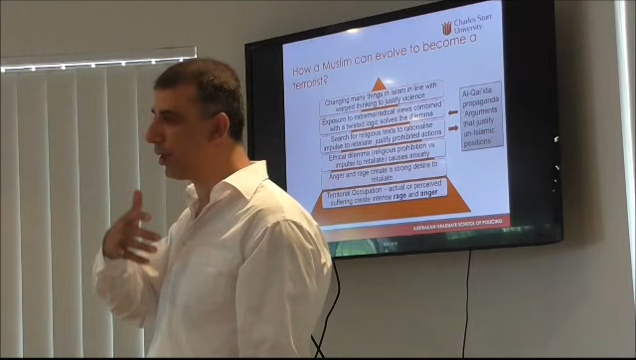 Charles Sturt
University
How a Muslim can evolve to become a
terrorist?
Changing many things in Islam in line with
warped thinking to justify violence
Exposure to extreme/radical views combined
with a twisted logic solves the dilemma
Search for religious texts to rationalise
impulse to retaliate, justify prohibited actions
Ethical dilemma (religious prohibition vs
impulse to retaliate) causes anxiety
Anger and rage create a strong desire to
retaliate
Territorial Occupation – actual or perceived
suffering create intense rage and anger
Al-Qai'ida
propaganda
Arguments
that justify
un-Islamic
positions.
AUSTRALIAN GRADUATE SCHOOL OF POLICING